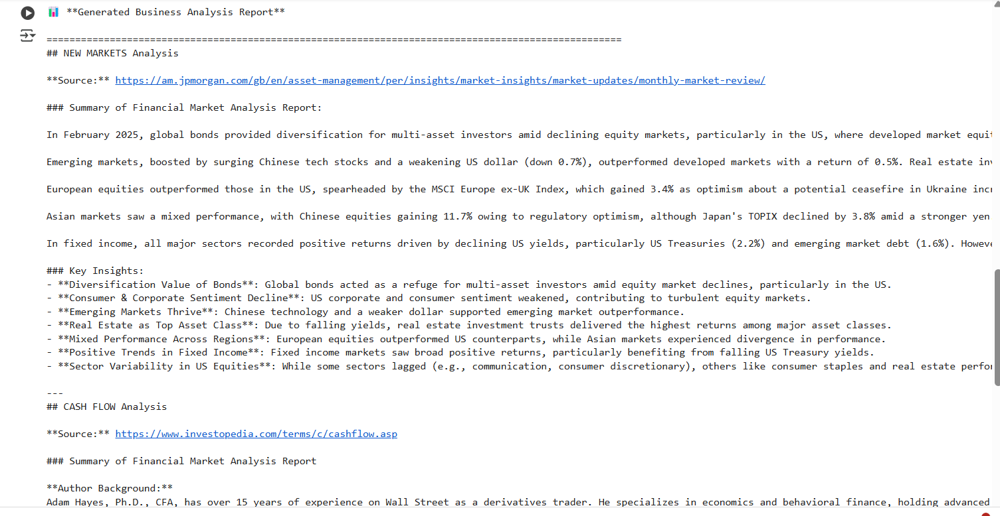 📊 **Generated Business Analysis Report**
=====================================================================================================
## NEW MARKETS Analysis
**Source:** https://am.jpmorgan.com/gb/en/asset-management/per/insights/market-insights/market-updates/monthly-market-review/
### Summary of Financial Market Analysis Report:
In February 2025, global bonds provided diversification for multi-asset investors amid declining equity markets, particularly in the US, where developed market
Emerging markets, boosted by surging Chinese tech stocks and a weakening US dollar (down 0.7%), outperformed developed markets with a return of 0.5%. Real estate
European equities outperformed those in the US, spearheaded by the MSCI Europe ex-UK Index, which gained 3.4% as optimism about a potential ceasefire in Ukraine
Asian markets saw a mixed performance, with Chinese equities gaining 11.7% owing to regulatory optimism, although Japan's TOPIX declined by 3.8% amid a stronger yen
In fixed income, all major sectors recorded positive returns driven by declining US yields, particularly US Treasuries (2.2%) and emerging market debt (1.6%).
### Key Insights:
- **Diversification Value of Bonds**: Global bonds acted as a refuge for multi-asset investors amid equity market declines, particularly in the US.
- **Consumer & Corporate Sentiment Decline**: US corporate and consumer sentiment weakened, contributing to turbulent equity markets.
- **Emerging Markets Thrive**: Chinese technology and a weaker dollar supported emerging market outperformance.
- **Real Estate as Top Asset Class**: Due to falling yields, real estate investment trusts delivered the highest returns among major asset classes.
- **Mixed Performance Across Regions**: European equities outperformed US counterparts, while Asian markets experienced divergence in performance.
- **Positive Trends in Fixed Income**: Fixed income markets saw broad positive returns, particularly benefiting from falling US Treasury yields.
- **Sector Variability in US Equities**: While some sectors lagged (e.g., communication, consumer discretionary), others like consumer staples and real estate
---
## CASH FLOW Analysis
**Source:** https://www.investopedia.com/terms/c/cashflow.asp
### Summary of Financial Market Analysis Report
**Author Background:**
Adam Hayes, Ph.D., CFA, has over 15 years of experience on Wall Street as a derivatives trader. He specializes in economics and behavioral finance, holding advanced